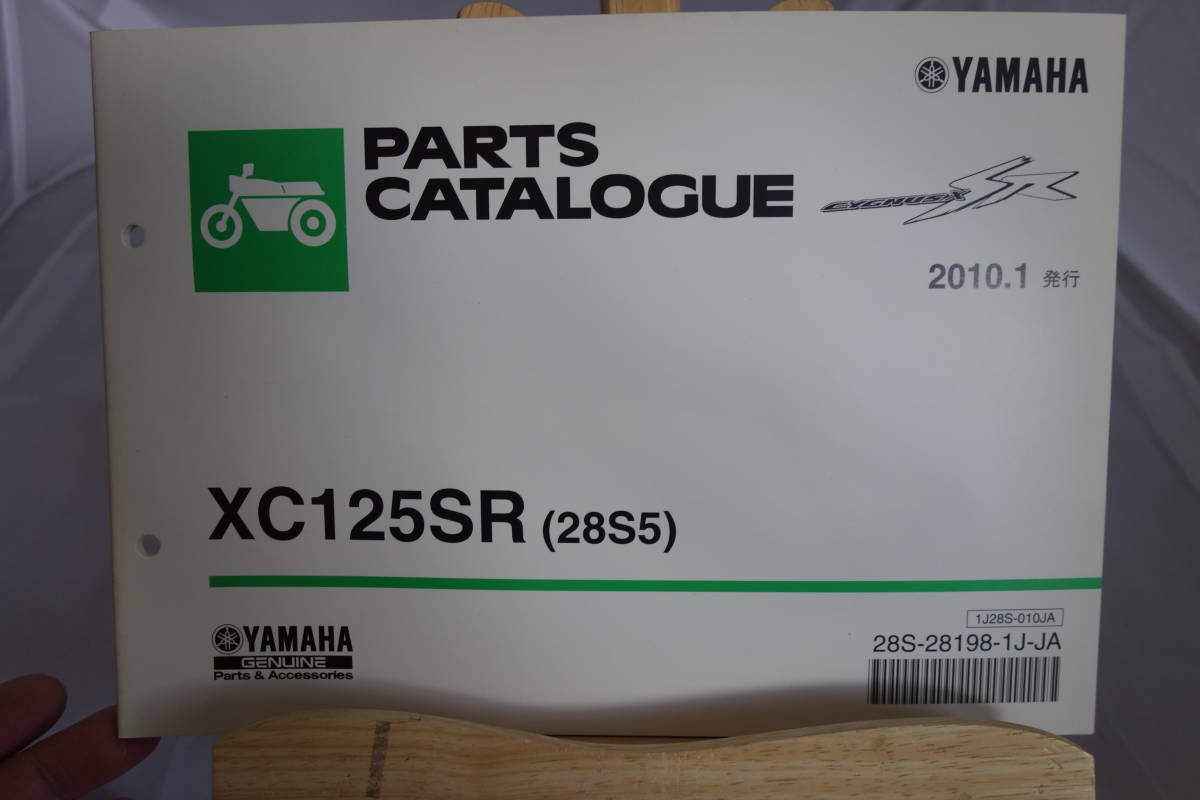 YAMAHA
PARTS
CATALOGUE
CYGNUS-X SR
2010.1 発行
XC125SR (28S5)
YAMAHA
GENUINE
Parts & Accessories
1J28S-010JA
28S-28198-1J-JA